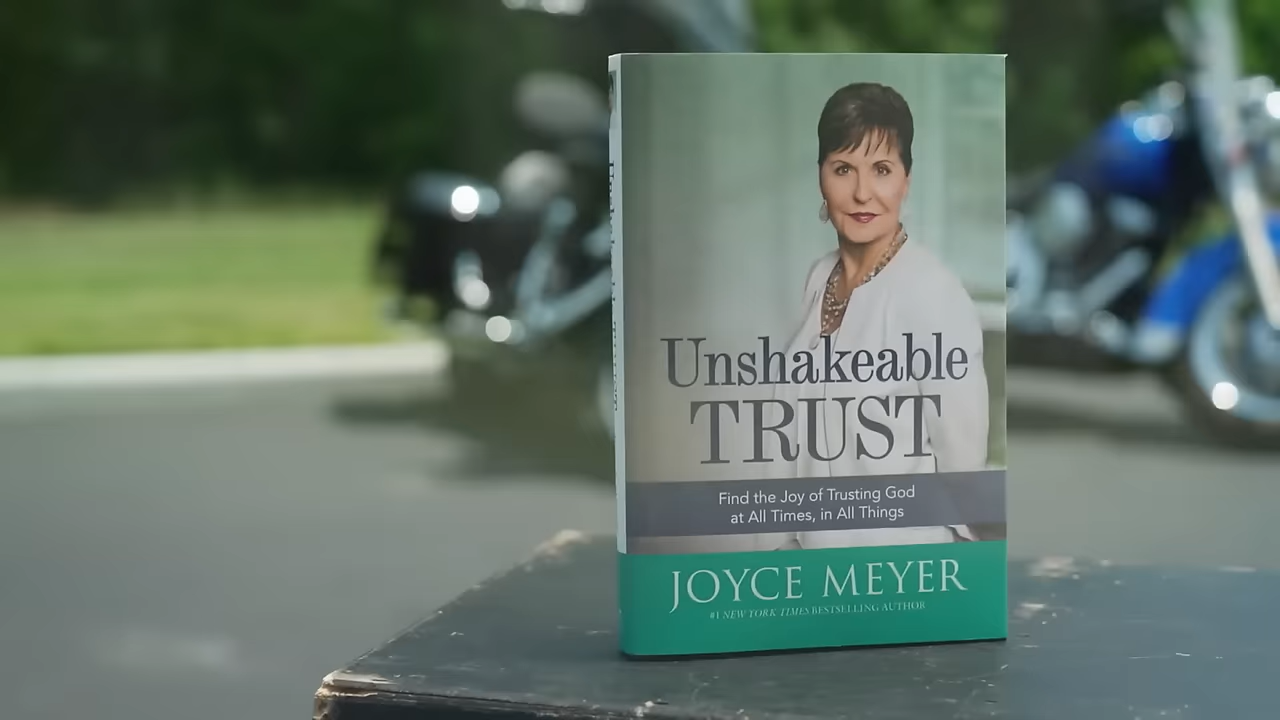 Unshakeable
TRUST
Find the Joy of Trusting God
at All Times, in All Things
JOYCE MEYER
#1 NEW YORK TIMES BESTSELLING AUTHOR